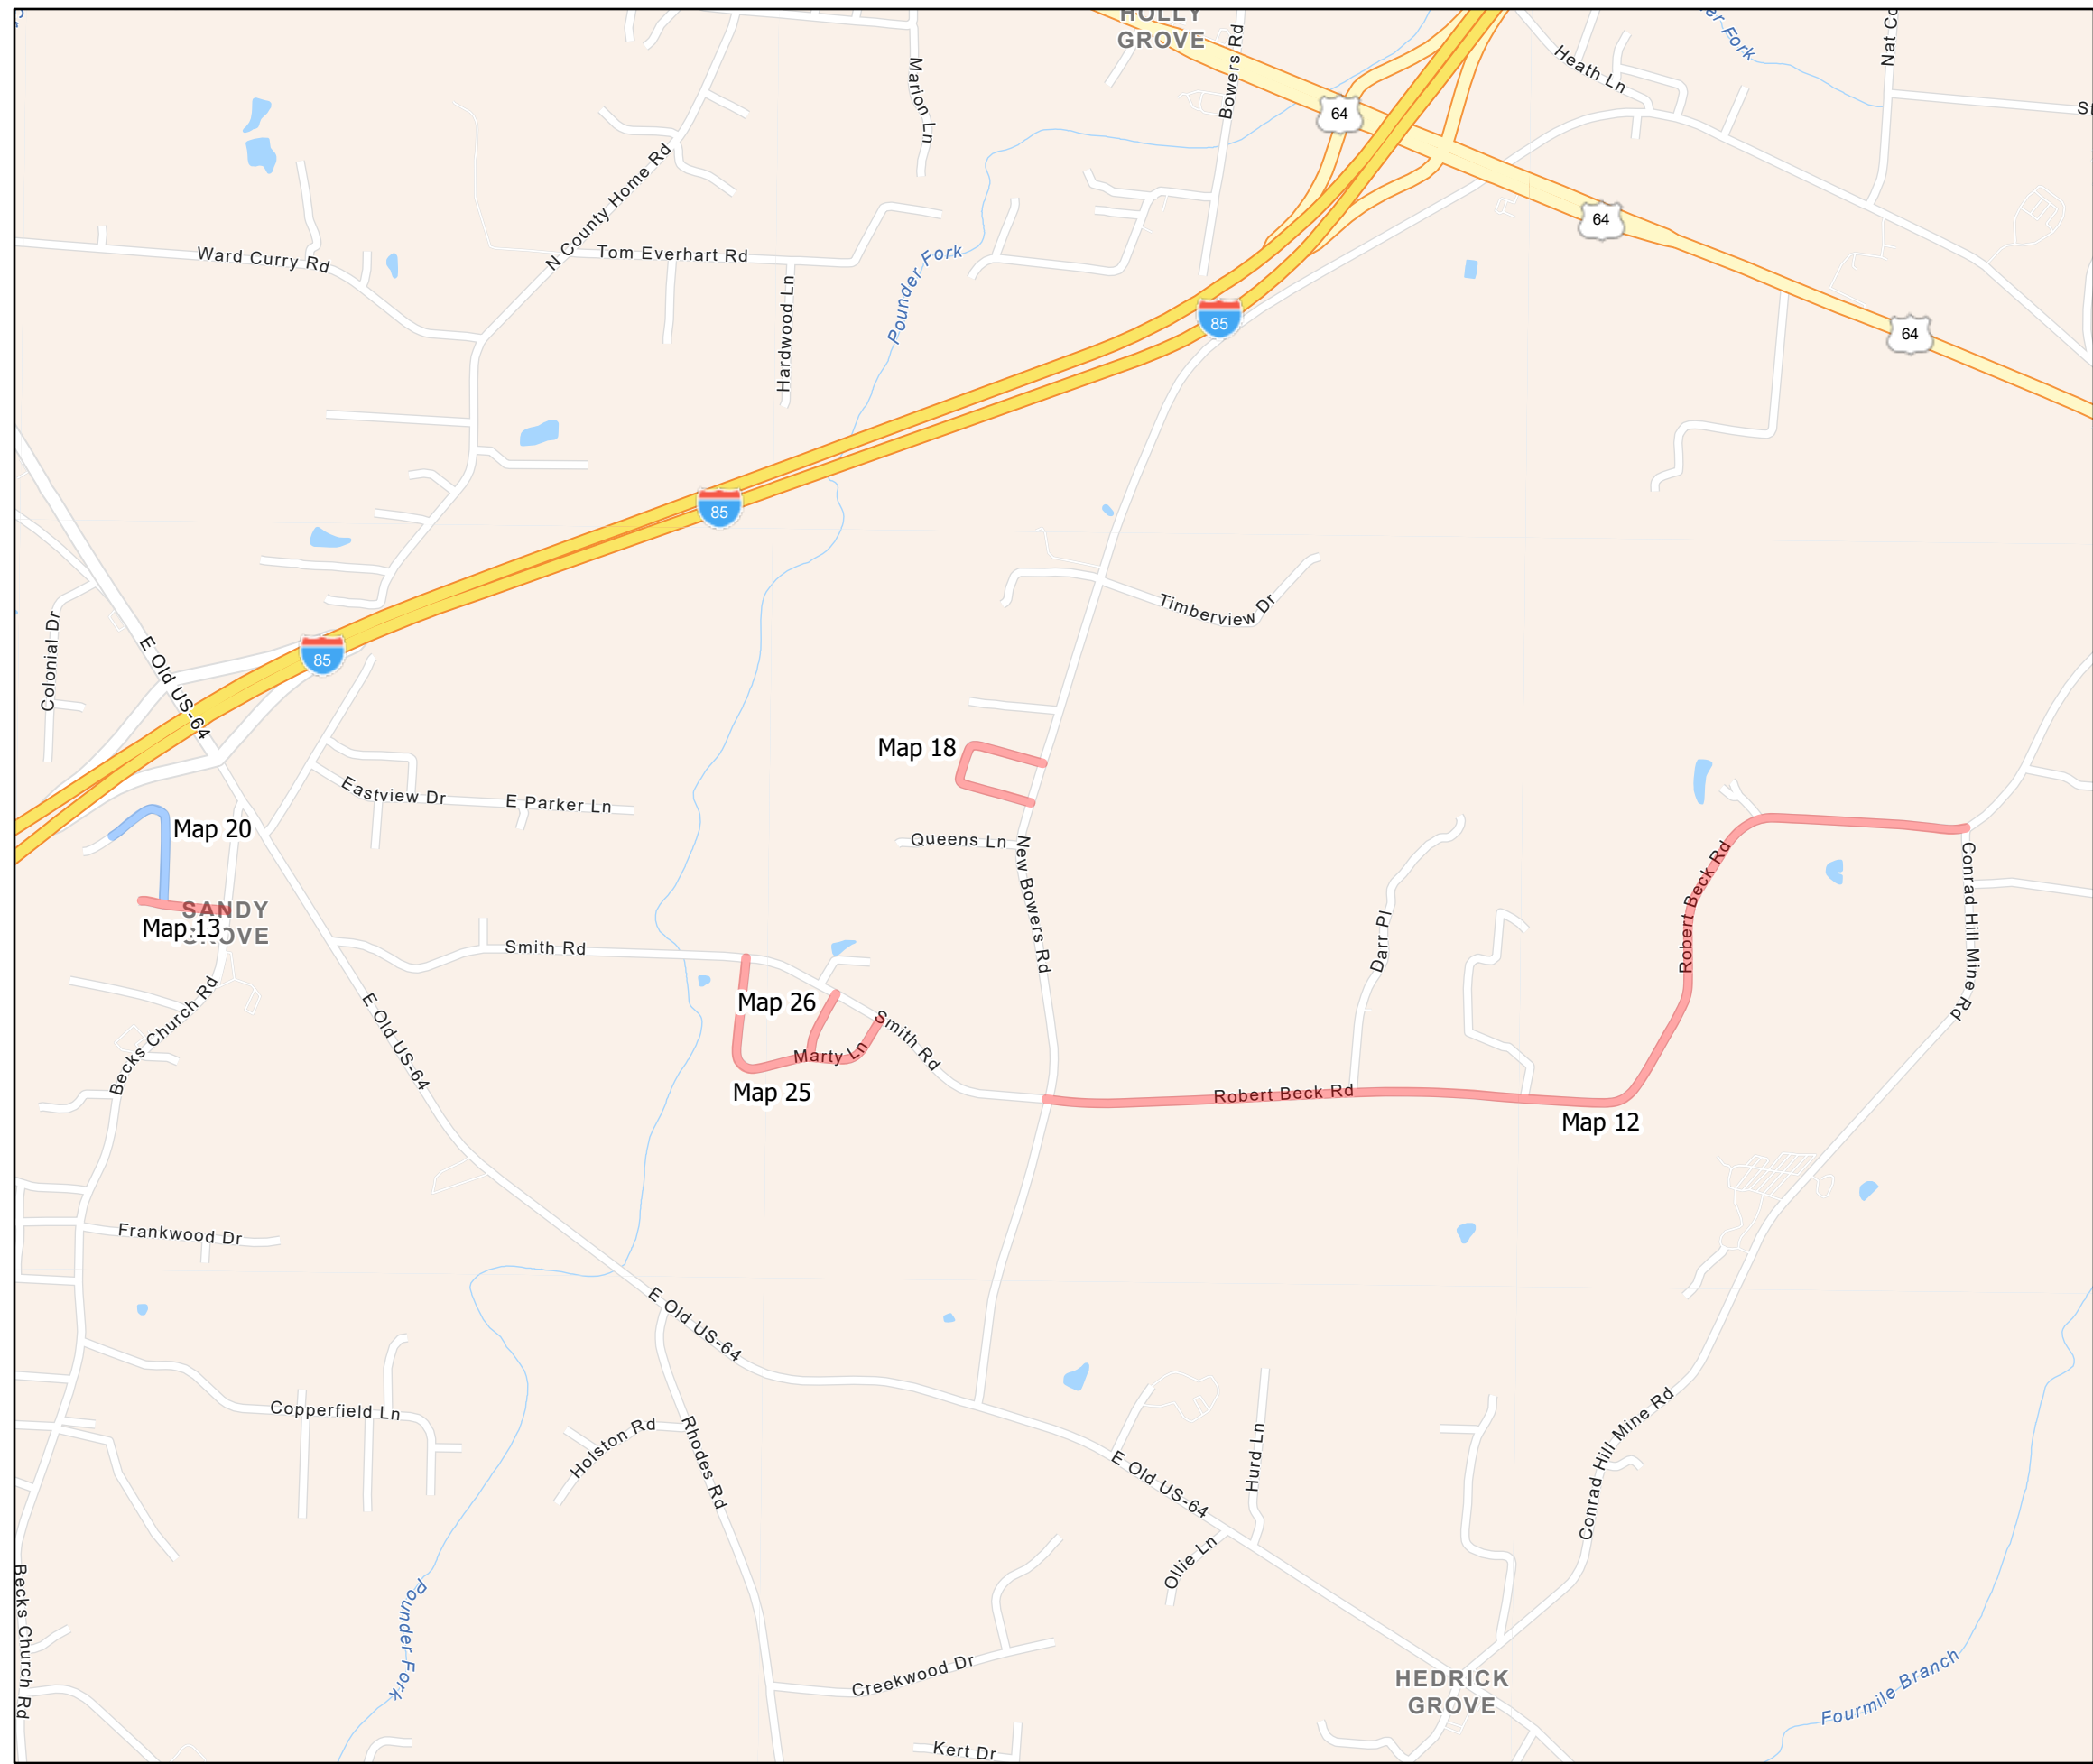 HOLLY
GROVE
Bowers Rd
Heath Ln
Nat Co
Marion Ln
64
64
64
N County Home Rd
Ward Curry Rd
Tom Everhart Rd
Hardwood Ln
Pounder Fork
85
85
85
Colonial Dr
E Old US-64
Timberview Dr
Map 18
Eastview Dr
E Parker Ln
Map 20
Queens Ln
New Bowers Rd
SANDY
GROVE
Map 13
Smith Rd
Map 26
Smith Rd
Marty Ln
Map 25
Darr Pl
Robert Beck Rd
Conrad Hill Mine Rd
Robert Beck Rd
Map 12
Becks Church Rd
E Old US-64
Frankwood Dr
E Old US-64
Copperfield Ln
Holston Rd
Rhodes Rd
E Old US-64
Hurd Ln
Ollie Ln
Conrad Hill Mine Rd
Becks Church Rd
Pounder Fork
Creekwood Dr
HEDRICK
GROVE
Fourmile Branch
Kert Dr